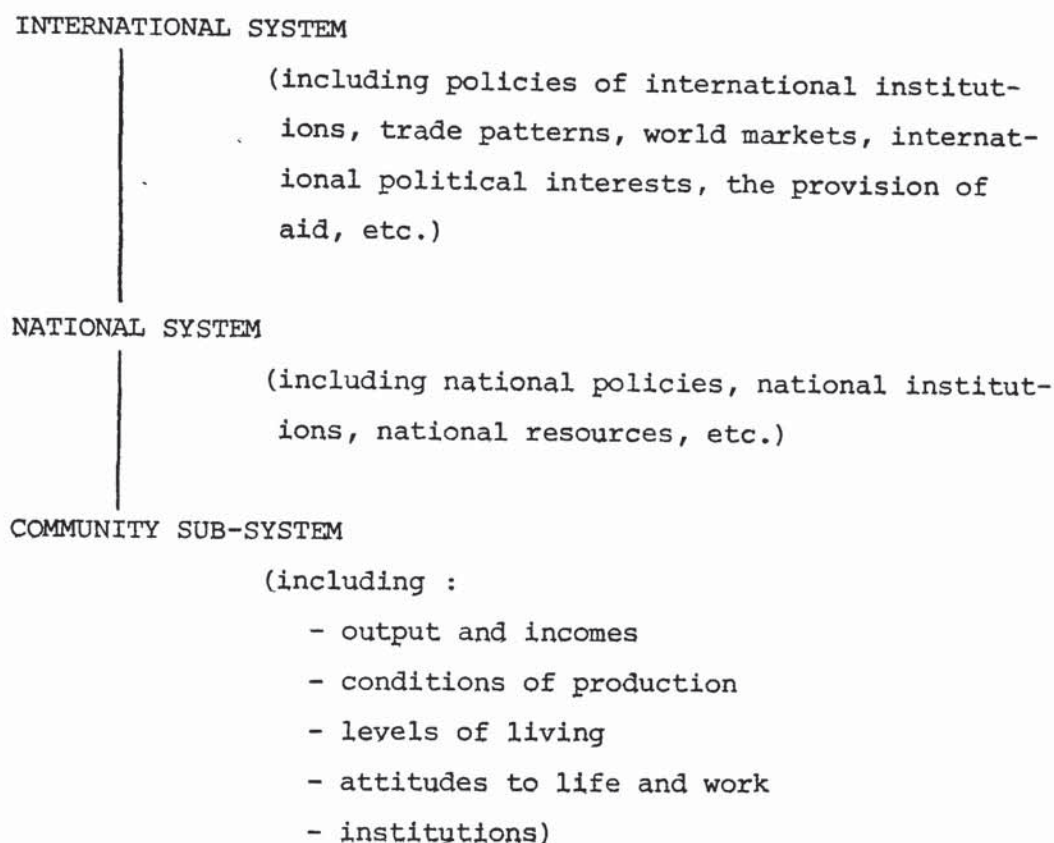 INTERNATIONAL SYSTEM
(including policies of international institut-
ions, trade patterns, world markets, internat-
ional political interests, the provision of
aid, etc.)
NATIONAL SYSTEM
(including national policies, national institut-
ions, national resources, etc.)
COMMUNITY SUB-SYSTEM
(including :
- output and incomes
- conditions of production
- levels of living
- attitudes to life and work
- institutions)